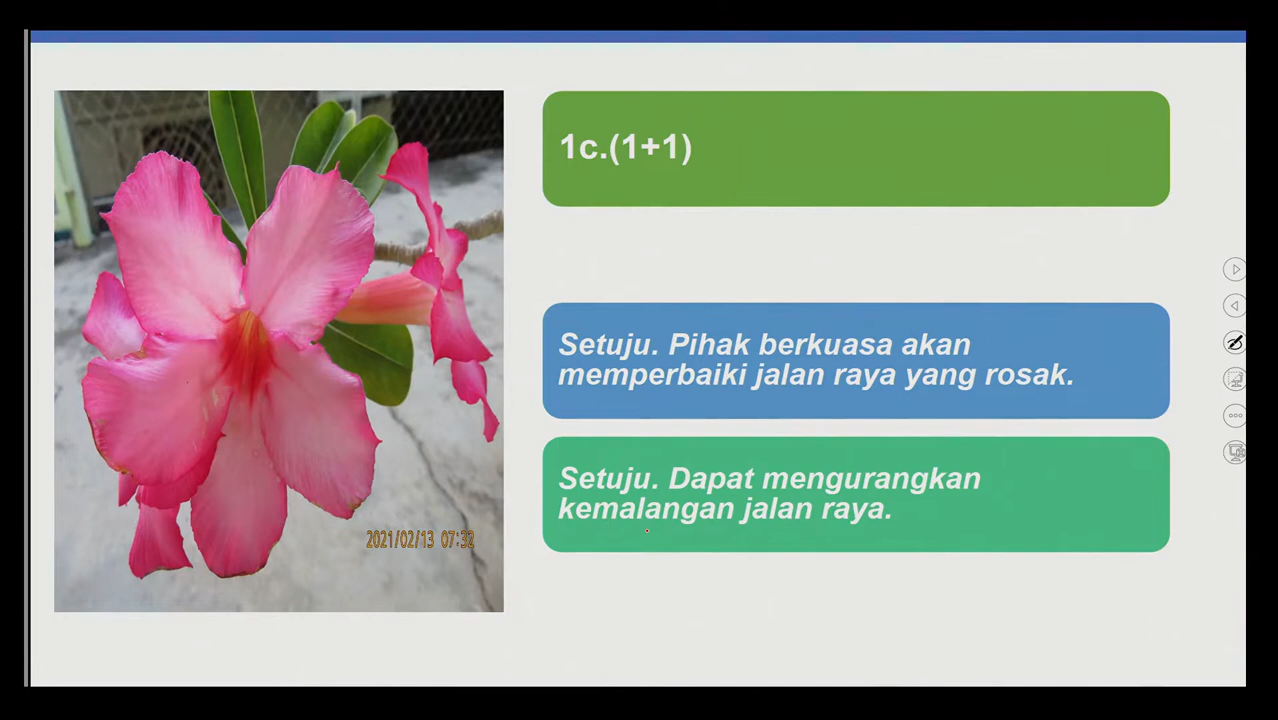 1c.(1+1)
Setuju. Pihak berkuasa akan
memperbaiki jalan raya yang rosak.
Setuju. Dapat mengurangkan
kemalangan jalan raya.
2021/02/13 07:32